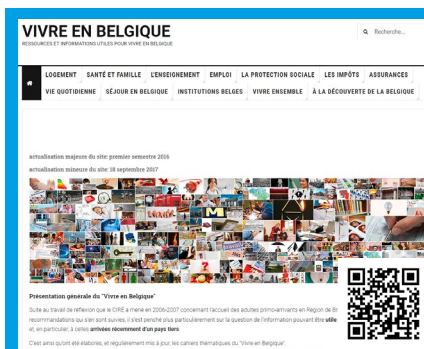 VIVRE EN BELGIQUE
RESSOURCES ET INFORMATIONS UTILES POUR VIVRE EN BELGIQUE
Recherche...
LOGEMENT SANTÉ ET FAMILLE L'ENSEIGNEMENT EMPLOI LA PROTECTION SOCIALE LES IMPÔTS ASSURANCES
VIE QUOTIDIENNE SÉJOUR EN BELGIQUE INSTITUTIONS BELGES VIVRE ENSEMBLE À LA DÉCOUVERTE DE LA BELGIQUE
actualisation majeure du site: premier semestre 2016
actualisation mineure du site: 18 septembre 2017
Présentation générale du "Vivre en Belgique"
Suite au travail de réflexion que le CIRÉ a mené en 2006-2007 concernant l'accueil des adultes primo-arrivants en Région de
recommandations qui s'en sont suivies, il s'est penché plus particulièrement sur la question de l'information pouvant être utile
et, en particulier, à celles arrivées récemment d'un pays tiers.
C'est ainsi qu'ont été élaborés, et régulièrement mis à jour, les cahiers thématiques du "Vivre en Belgique".